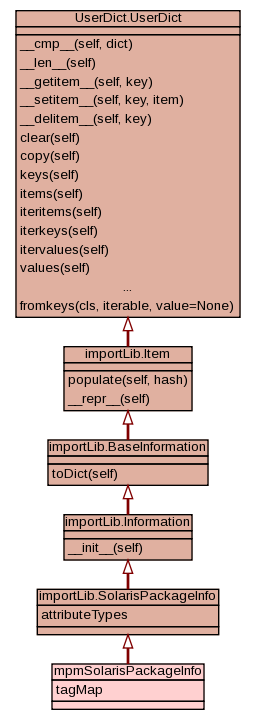 UserDict.UserDict
__cmp__(self, dict)
__len__(self)
__getitem__(self, key)
__setitem__(self, key, item)
__delitem__(self, key)
clear(self)
copy(self)
keys(self)
items(self)
iteritems(self)
iterkeys(self)
itervalues(self)
values(self)
...
fromkeys(cls, iterable, value=None)
importLib.Item
populate(self, hash)
__repr__(self)
importLib.BaseInformation
toDict(self)
importLib.Information
__init__(self)
importLib.SolarisPackageInfo
attributeTypes
mpmSolarisPackageInfo
tagMap